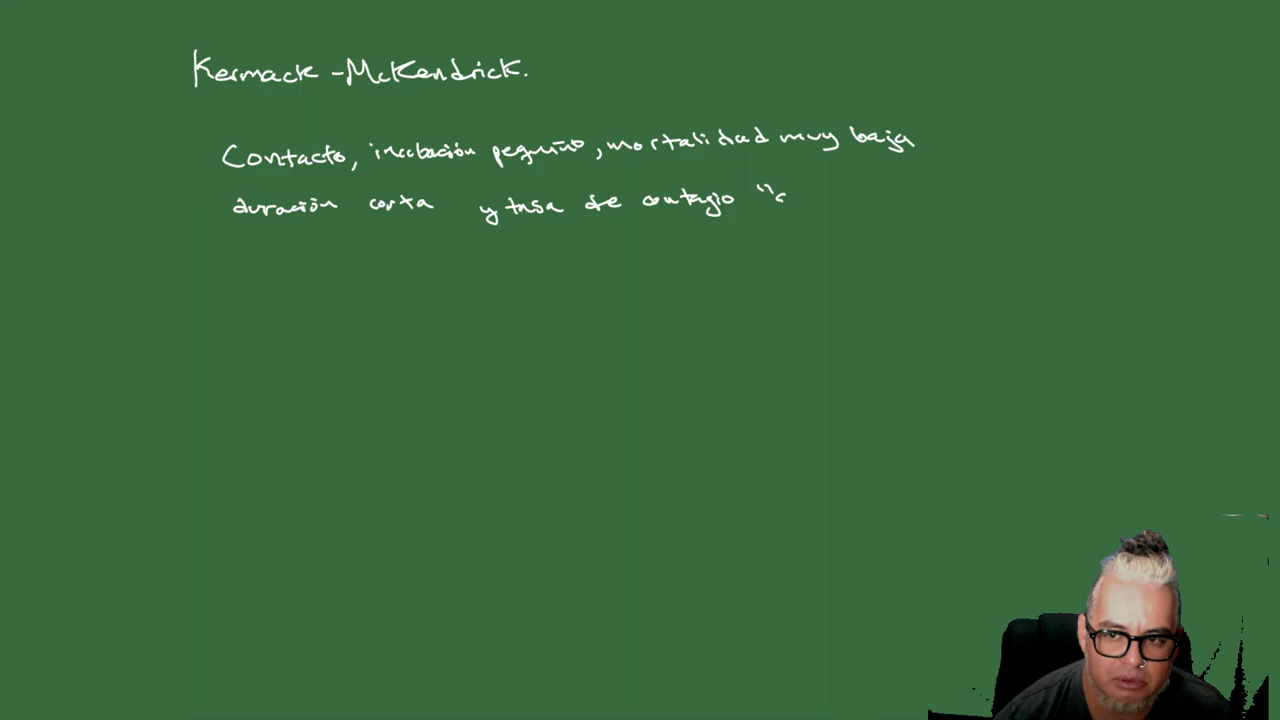 Kermack - McKendrick.
Contacto, incubación pequeño, mortalidad muy baja
duración corta y tasa de contagio "c